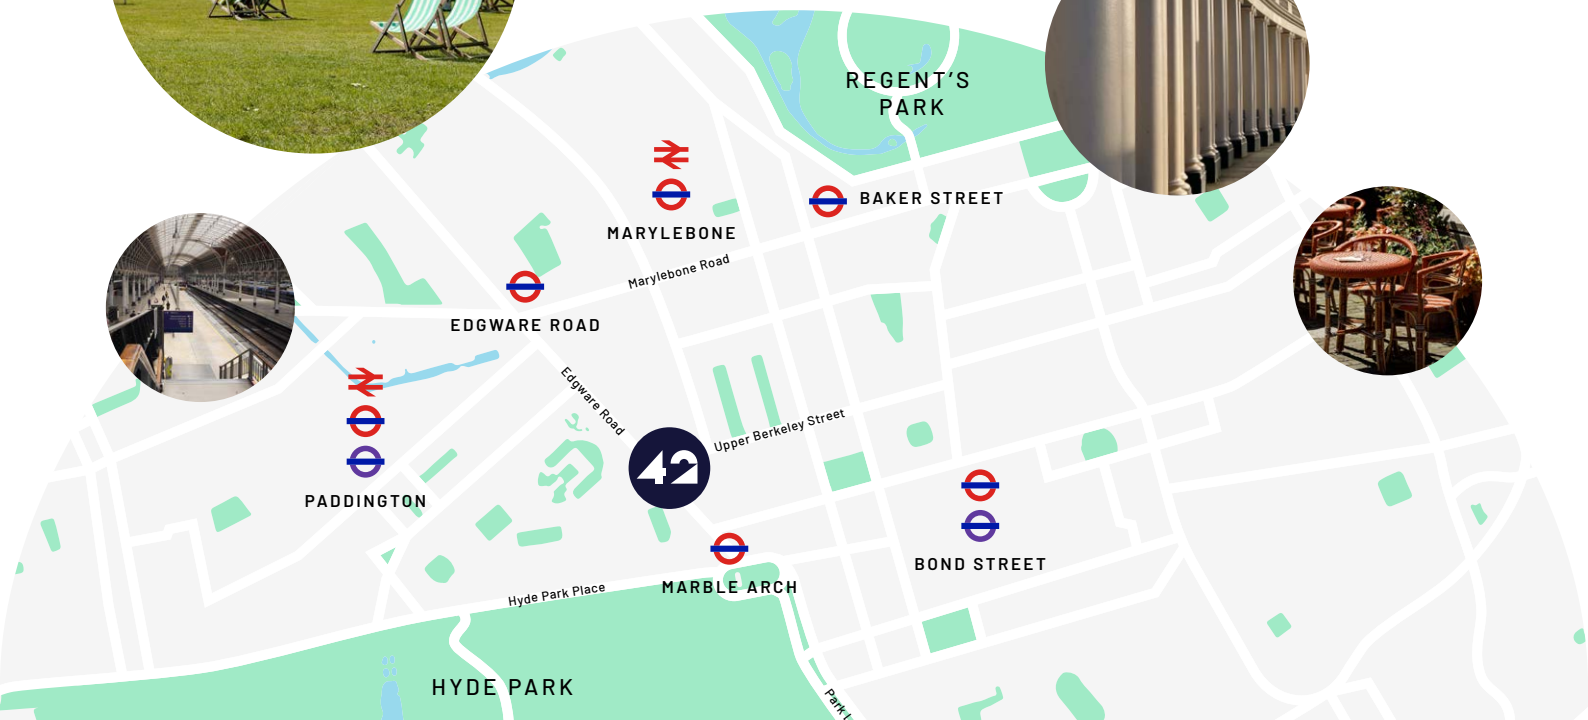 REGENT’S
PARK
BAKER STREET
MARYLEBONE
Marylebone Road
EDGWARE ROAD
Edgware Road
Upper Berkeley Street
42
PADDINGTON
BOND STREET
MARBLE ARCH
Hyde Park Place
HYDE PARK
Park